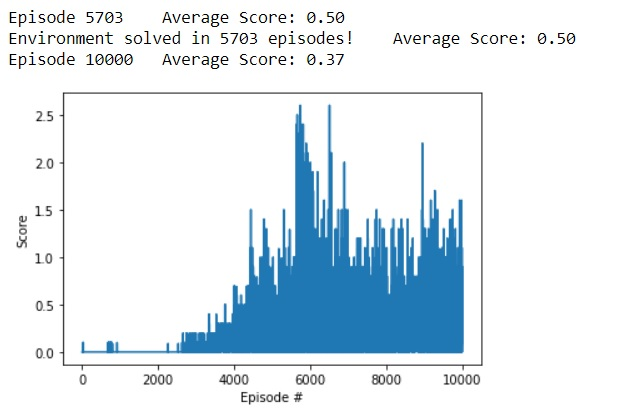 Episode 5703    Average Score: 0.50
Environment solved in 5703 episodes!    Average Score: 0.50
Episode 10000   Average Score: 0.37
2.5
2.0
1.5
1.0
0.5
0.0
Score
0 2000 4000 6000 8000 10000
Episode #